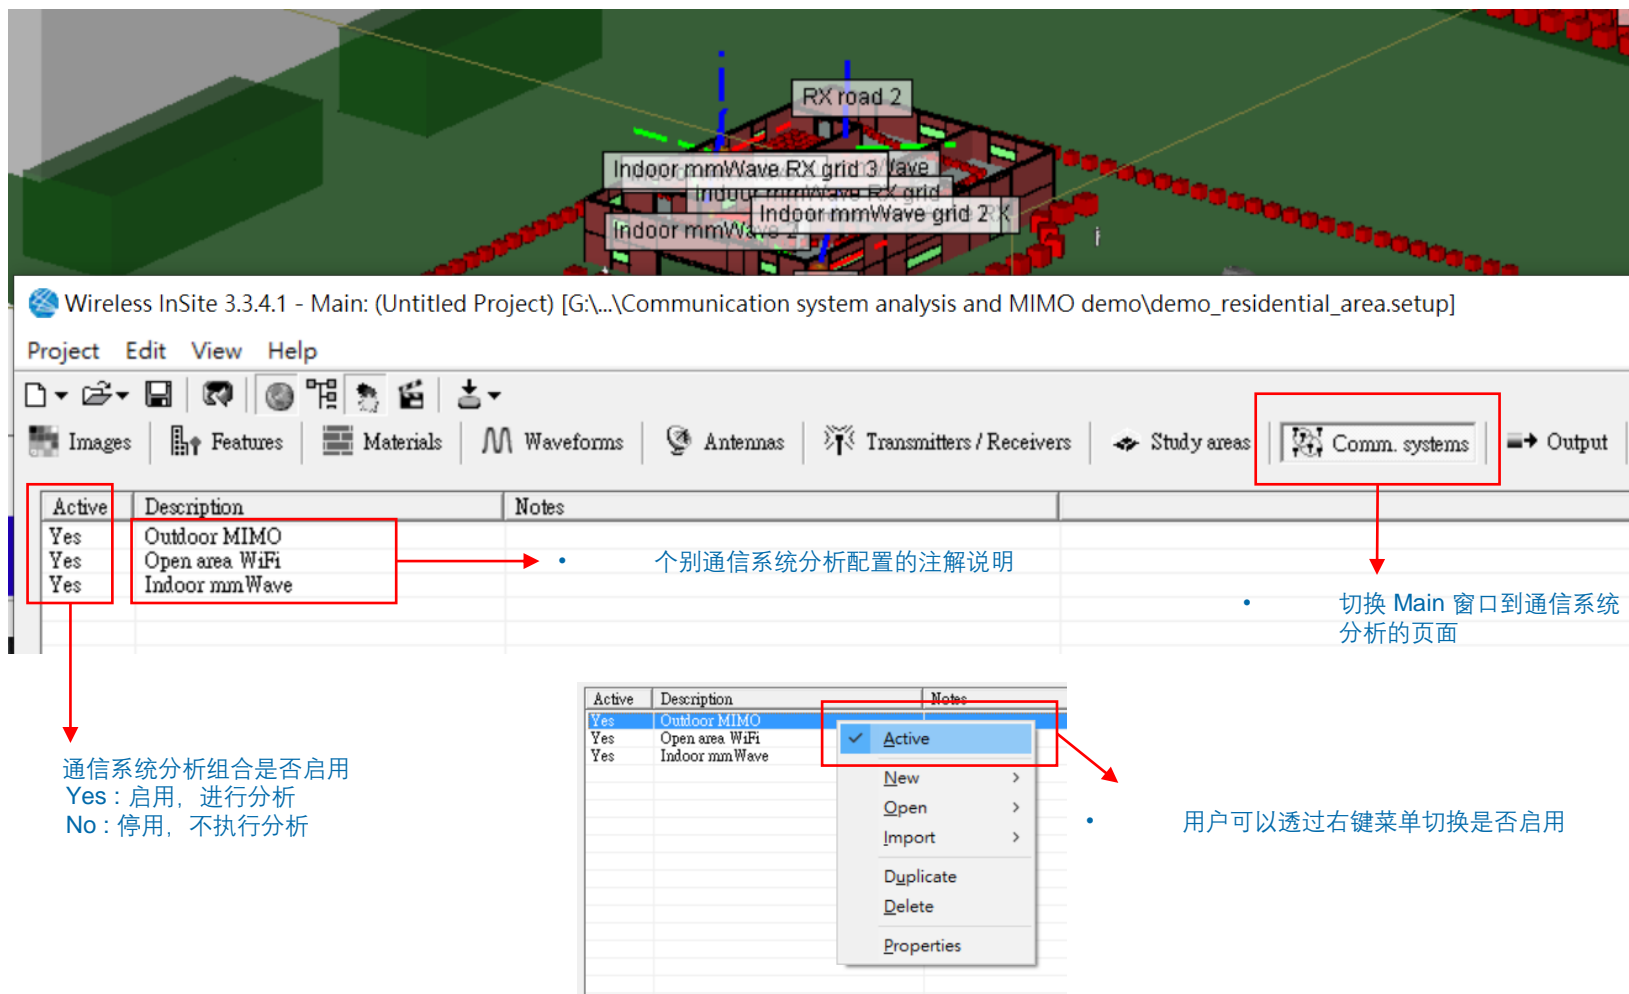 RX road 2
Indoor mmWave RX grid 3
Wave
Indoor mmWave RX grid
Indoor mmWave grid 2
RX
Indoor mmWave 2
Wireless InSite 3.3.4.1 - Main: (Untitled Project) [G:\...\Communication system analysis and MIMO demo\demo_residential_area.setup]
Project Edit View Help
Images Features Materials Waveforms Antennas Transmitters / Receivers Study areas Comm. systems Output
Active Description Notes
Yes Outdoor MIMO
Yes Open area WiFi
Yes Indoor mmWave
• 个别通信系统分析配置的注解说明
• 切换 Main 窗口到通信系统
分析的页面
通信系统分析组合是否启用
Yes : 启用，进行分析
No : 停用，不执行分析
Active Description Notes
Yes Outdoor MIMO
Yes Open area WiFi
Yes Indoor mmWave
Active
New
Open
Import
Duplicate
Delete
Properties
• 用户可以透过右键菜单切换是否启用